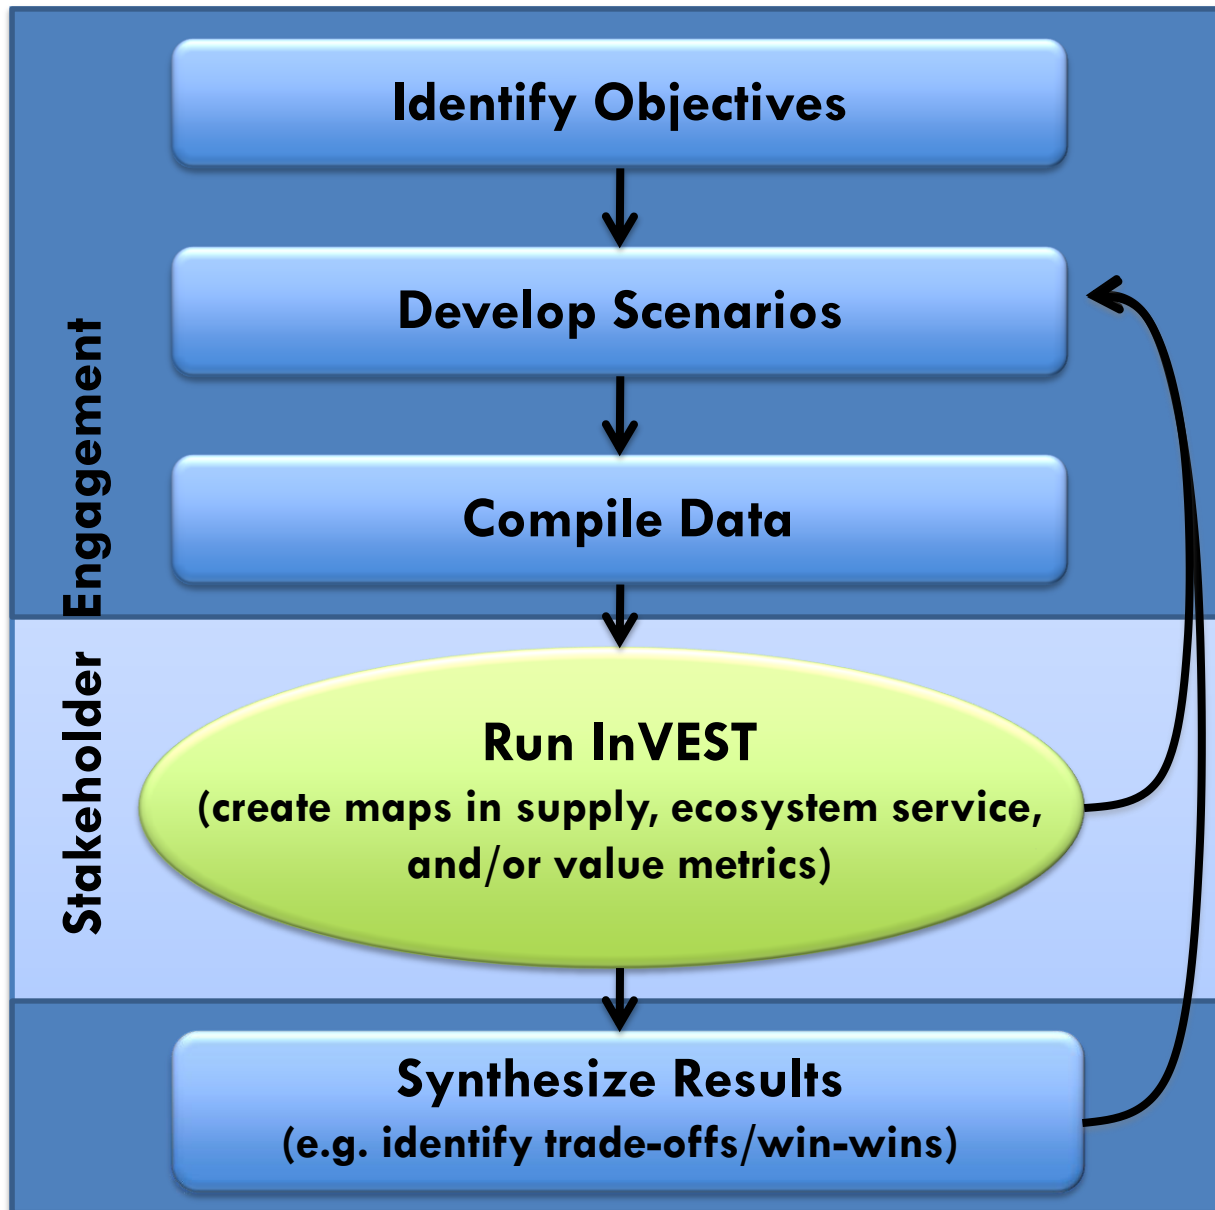 Identify Objectives
Develop Scenarios
Compile Data
Stakeholder Engagement
Run InVEST
(create maps in supply, ecosystem service,
and/or value metrics)
Synthesize Results
(e.g. identify trade-offs/win-wins)